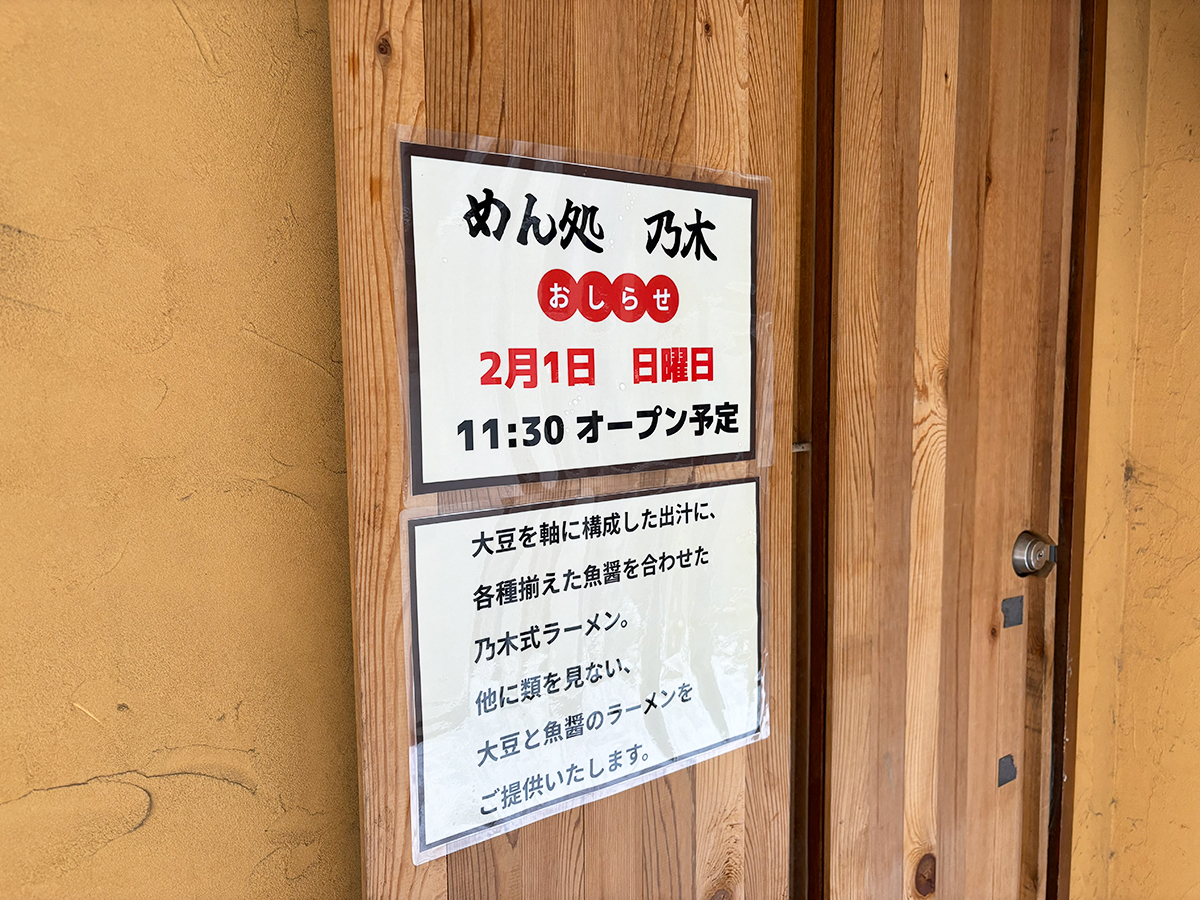 めん処 乃木
おしらせ
2月1日 日曜日
11:30 オープン予定
大豆を軸に構成した出汁に、
各種揃えた魚醤を合わせた
乃木式ラーメン。
他に類を見ない、
大豆と魚醤のラーメンを
ご提供いたします。